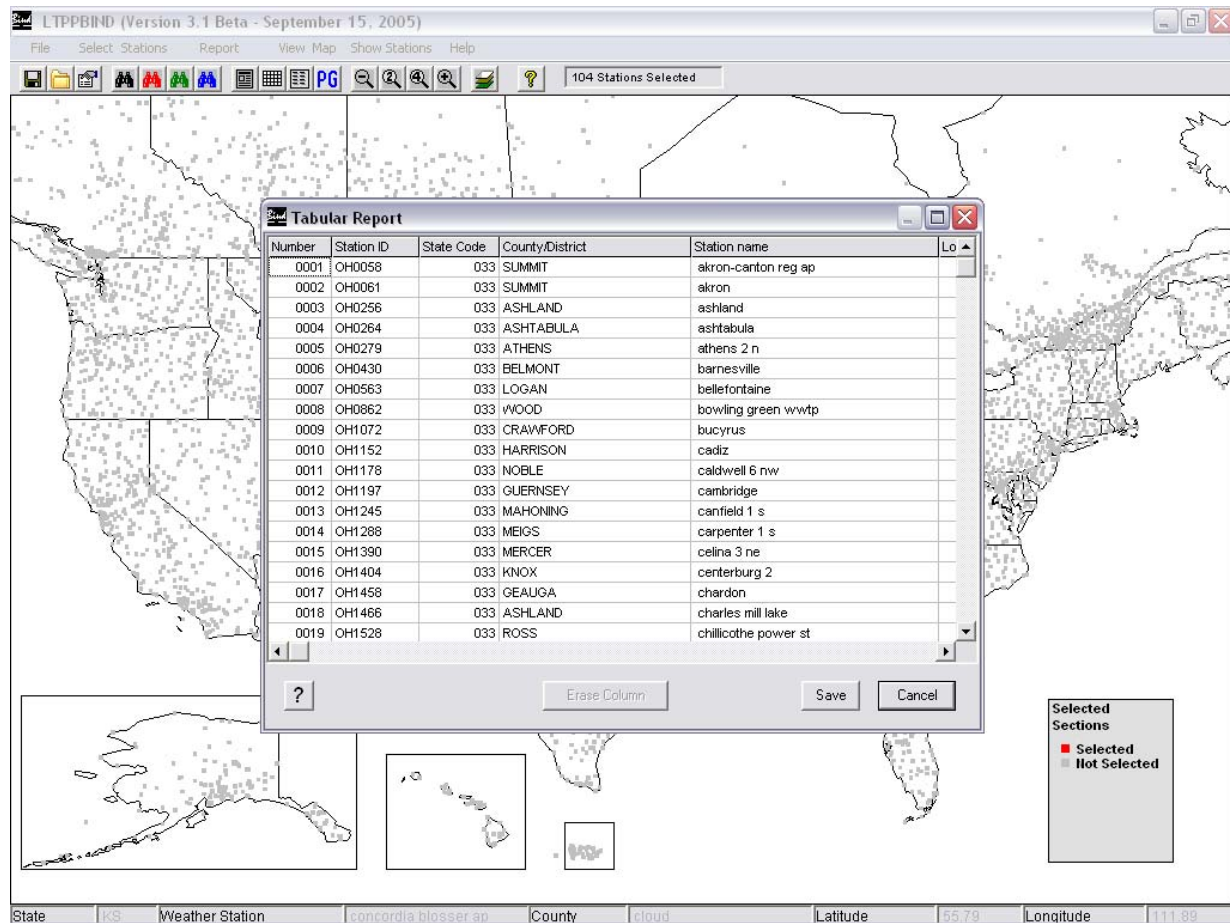 Bind LTPPBIND (Version 3.1 Beta - September 15, 2005)
File Select Stations Report View Map Show Stations Help
PG 2 4 ? 104 Stations Selected
Bind Tabular Report
Number Station ID State Code County/District Station name Lo
0001 OH0058 033 SUMMIT akron-canton reg ap
0002 OH0061 033 SUMMIT akron
0003 OH0256 033 ASHLAND ashland
0004 OH0264 033 ASHTABULA ashtabula
0005 OH0279 033 ATHENS athens 2 n
0006 OH0430 033 BELMONT barnesville
0007 OH0563 033 LOGAN bellefontaine
0008 OH0862 033 WOOD bowling green wwtp
0009 OH1072 033 CRAWFORD bucyrus
0010 OH1152 033 HARRISON cadiz
0011 OH1178 033 NOBLE caldwell 6 nw
0012 OH1197 033 GUERNSEY cambridge
0013 OH1245 033 MAHONING canfield 1 s
0014 OH1288 033 MEIGS carpenter 1 s
0015 OH1390 033 MERCER celina 3 ne
0016 OH1404 033 KNOX centerburg 2
0017 OH1458 033 GEAUGA chardon
0018 OH1466 033 ASHLAND charles mill lake
0019 OH1528 033 ROSS chillicothe power st
? Erase Column Save Cancel
Selected
Sections
Selected
Not Selected
State KS Weather Station concordia blosser ap County cloud Latitude 55.79 Longitude 111.89